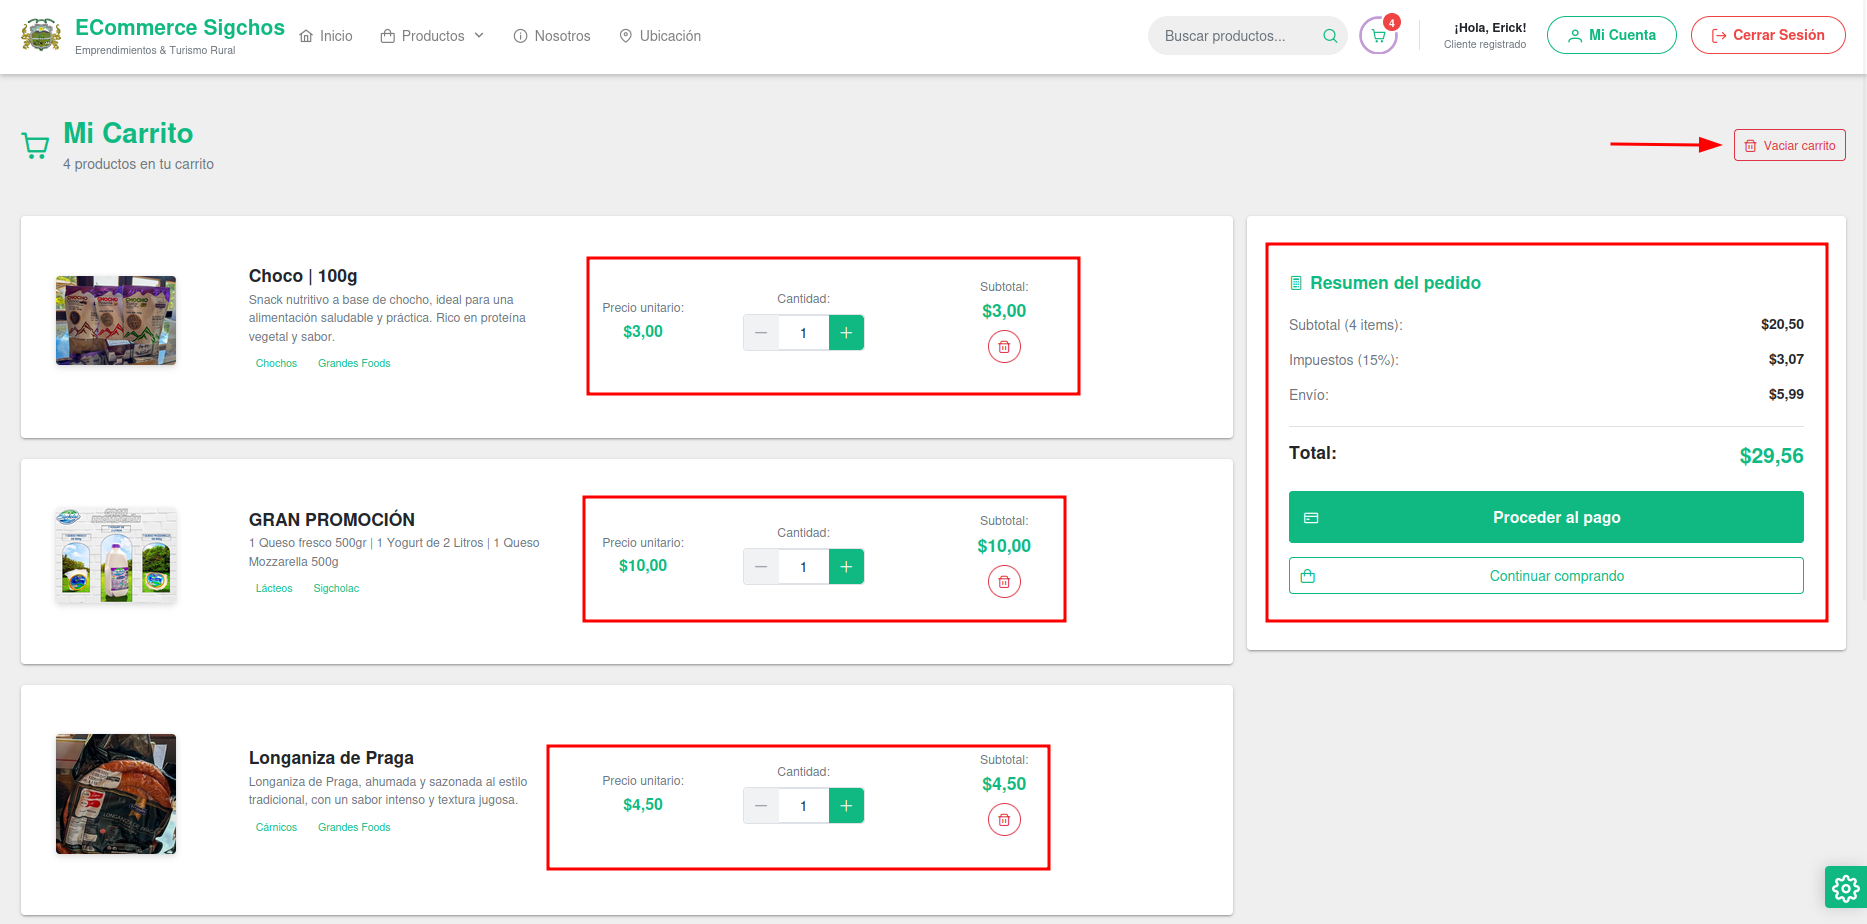 ECommerce Sigchos
Emprendimientos & Turismo Rural
Inicio
Productos
Nosotros
Ubicación
Buscar productos...
4
¡Hola, Erick!
Cliente registrado
Mi Cuenta
Cerrar Sesión
Mi Carrito
4 productos en tu carrito
Vaciar carrito
Choco | 100g
Snack nutritivo a base de chocho, ideal para una
alimentación saludable y práctica. Rico en proteína
vegetal y sabor.
Chochos Grandes Foods
Precio unitario:
$3,00
Cantidad:
1
Subtotal:
$3,00
GRAN PROMOCIÓN
1 Queso fresco 500gr | 1 Yogurt de 2 Litros | 1 Queso
Mozzarella 500g
Lácteos Sigcholac
Precio unitario:
$10,00
Cantidad:
1
Subtotal:
$10,00
Longaniza de Praga
Longaniza de Praga, ahumada y sazonada al estilo
tradicional, con un sabor intenso y textura jugosa.
Cárnicos Grandes Foods
Precio unitario:
$4,50
Cantidad:
1
Subtotal:
$4,50
Resumen del pedido
Subtotal (4 items): $20,50
Impuestos (15%): $3,07
Envío: $5,99
Total: $29,56
Proceder al pago
Continuar comprando